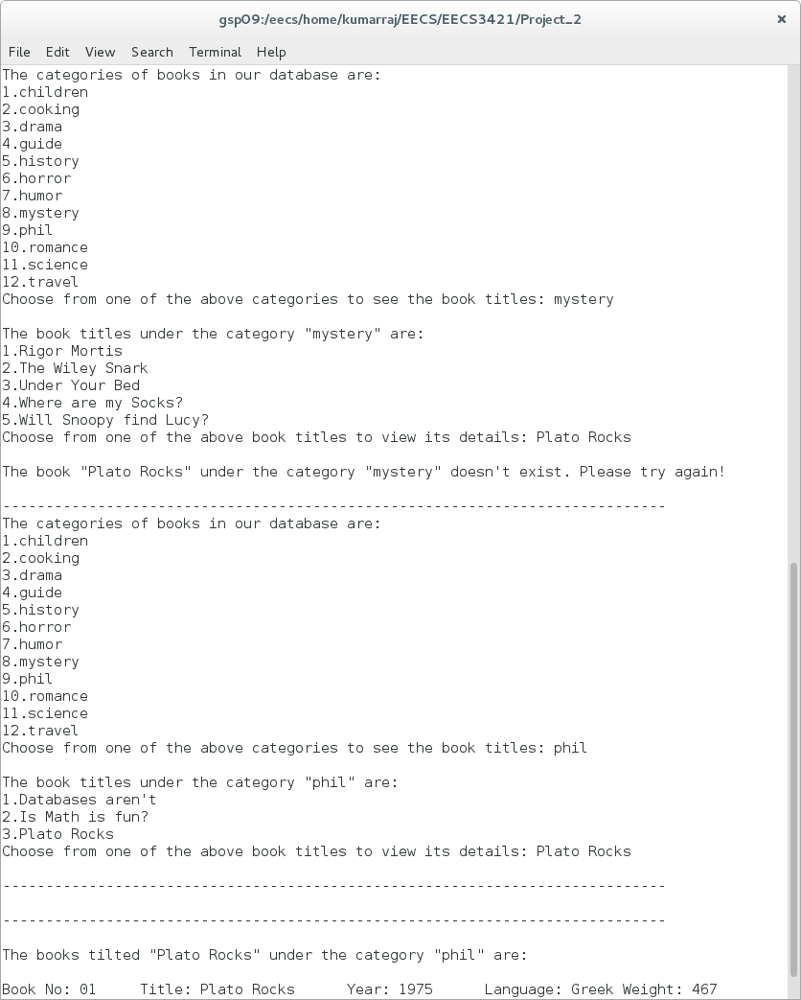 gsp09:/eecs/home/kumarraj/EECS/EECS3421/Project_2
File Edit View Search Terminal Help
The categories of books in our database are:
1.children
2.cooking
3.drama
4.guide
5.history
6.horror
7.humor
8.mystery
9.phil
10.romance
11.science
12.travel
Choose from one of the above categories to see the book titles: mystery
The book titles under the category "mystery" are:
1.Rigor Mortis
2.The Wiley Snark
3.Under Your Bed
4.Where are my Socks?
5.Will Snoopy find Lucy?
Choose from one of the above book titles to view its details: Plato Rocks
The book "Plato Rocks" under the category "mystery" doesn't exist. Please try again!
-----------------------------------------------------------------------------
The categories of books in our database are:
1.children
2.cooking
3.drama
4.guide
5.history
6.horror
7.humor
8.mystery
9.phil
10.romance
11.science
12.travel
Choose from one of the above categories to see the book titles: phil
The book titles under the category "phil" are:
1.Databases aren't
2.Is Math is fun?
3.Plato Rocks
Choose from one of the above book titles to view its details: Plato Rocks
-----------------------------------------------------------------------------
-----------------------------------------------------------------------------
The books tilted "Plato Rocks" under the category "phil" are:
Book No: 01     Title: Plato Rocks      Year: 1975      Language: Greek Weight: 467